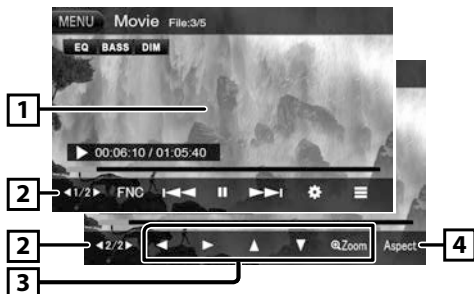 MENU Movie File:3/5
EQ BASS DIM
1
00:06:10 / 01:05:40
2 1/2 FNC
2 2/2 Zoom Aspect 4
3